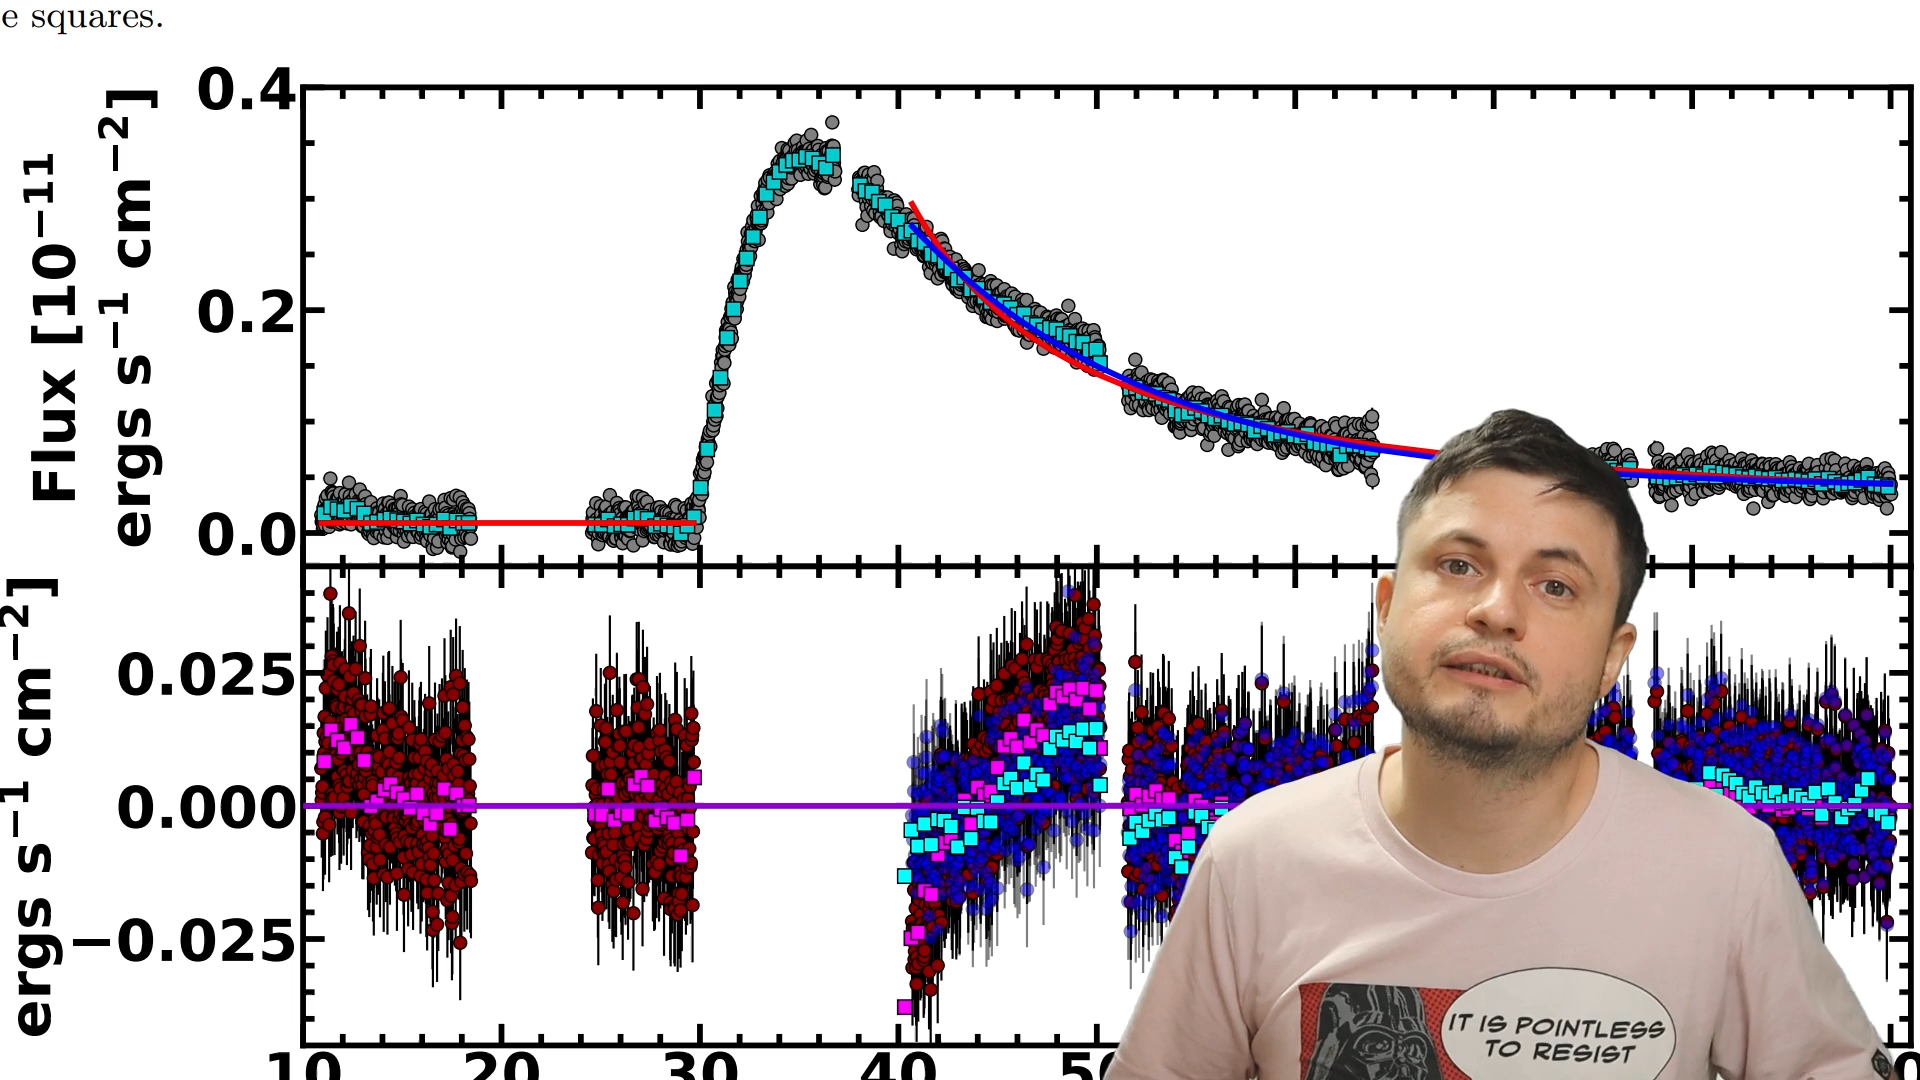 e squares.
Flux [10⁻¹¹
ergs s⁻¹ cm⁻²]
0.4
0.2
0.0
ergs s⁻¹ cm⁻²]
0.025
0.000
−0.025
10 20 30 40
IT IS POINTLESS
TO RESIST